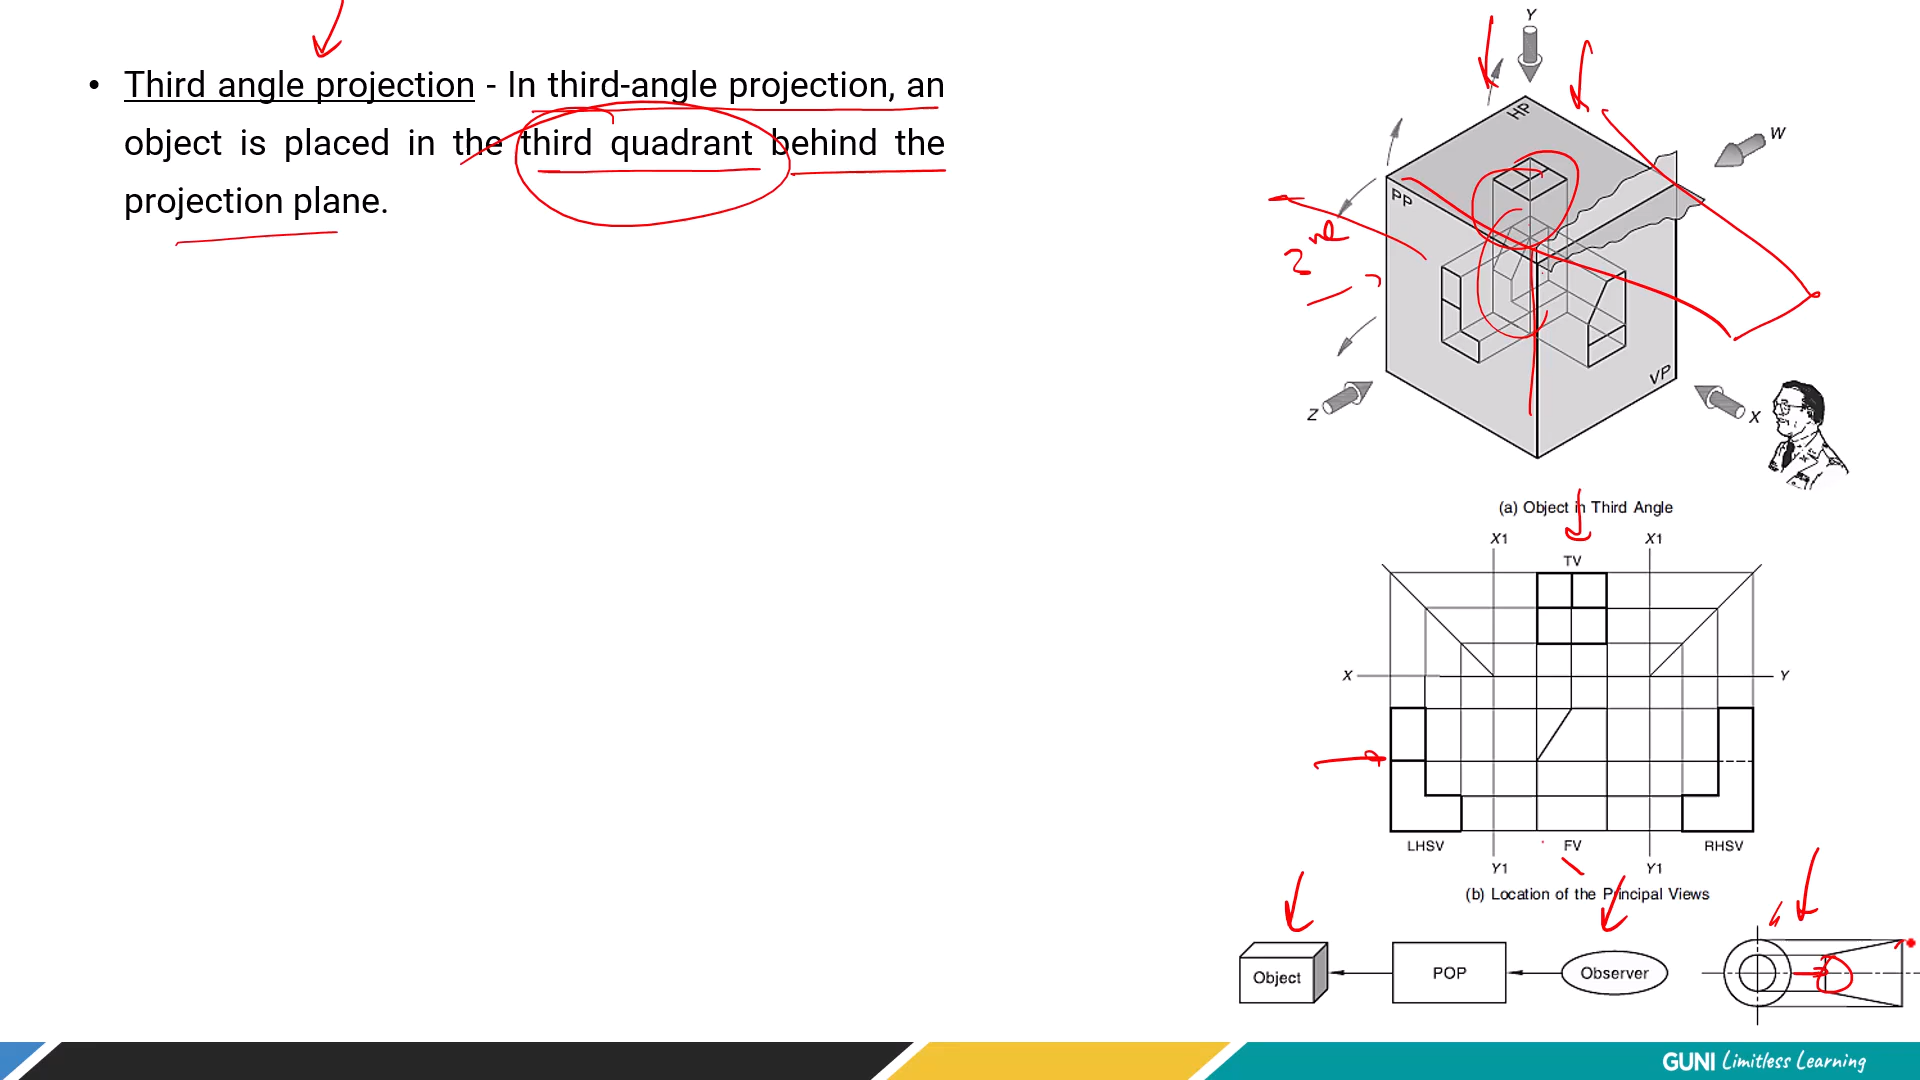 • Third angle projection - In third-angle projection, an
object is placed in the third quadrant behind the
projection plane.
Y
HP
W
PP
VP
Z
X
(a) Object in Third Angle
X1 X1
TV
X Y
LHSV FV RHSV
Y1 Y1
(b) Location of the Principal Views
Object POP Observer
GUNI Limitless Learning